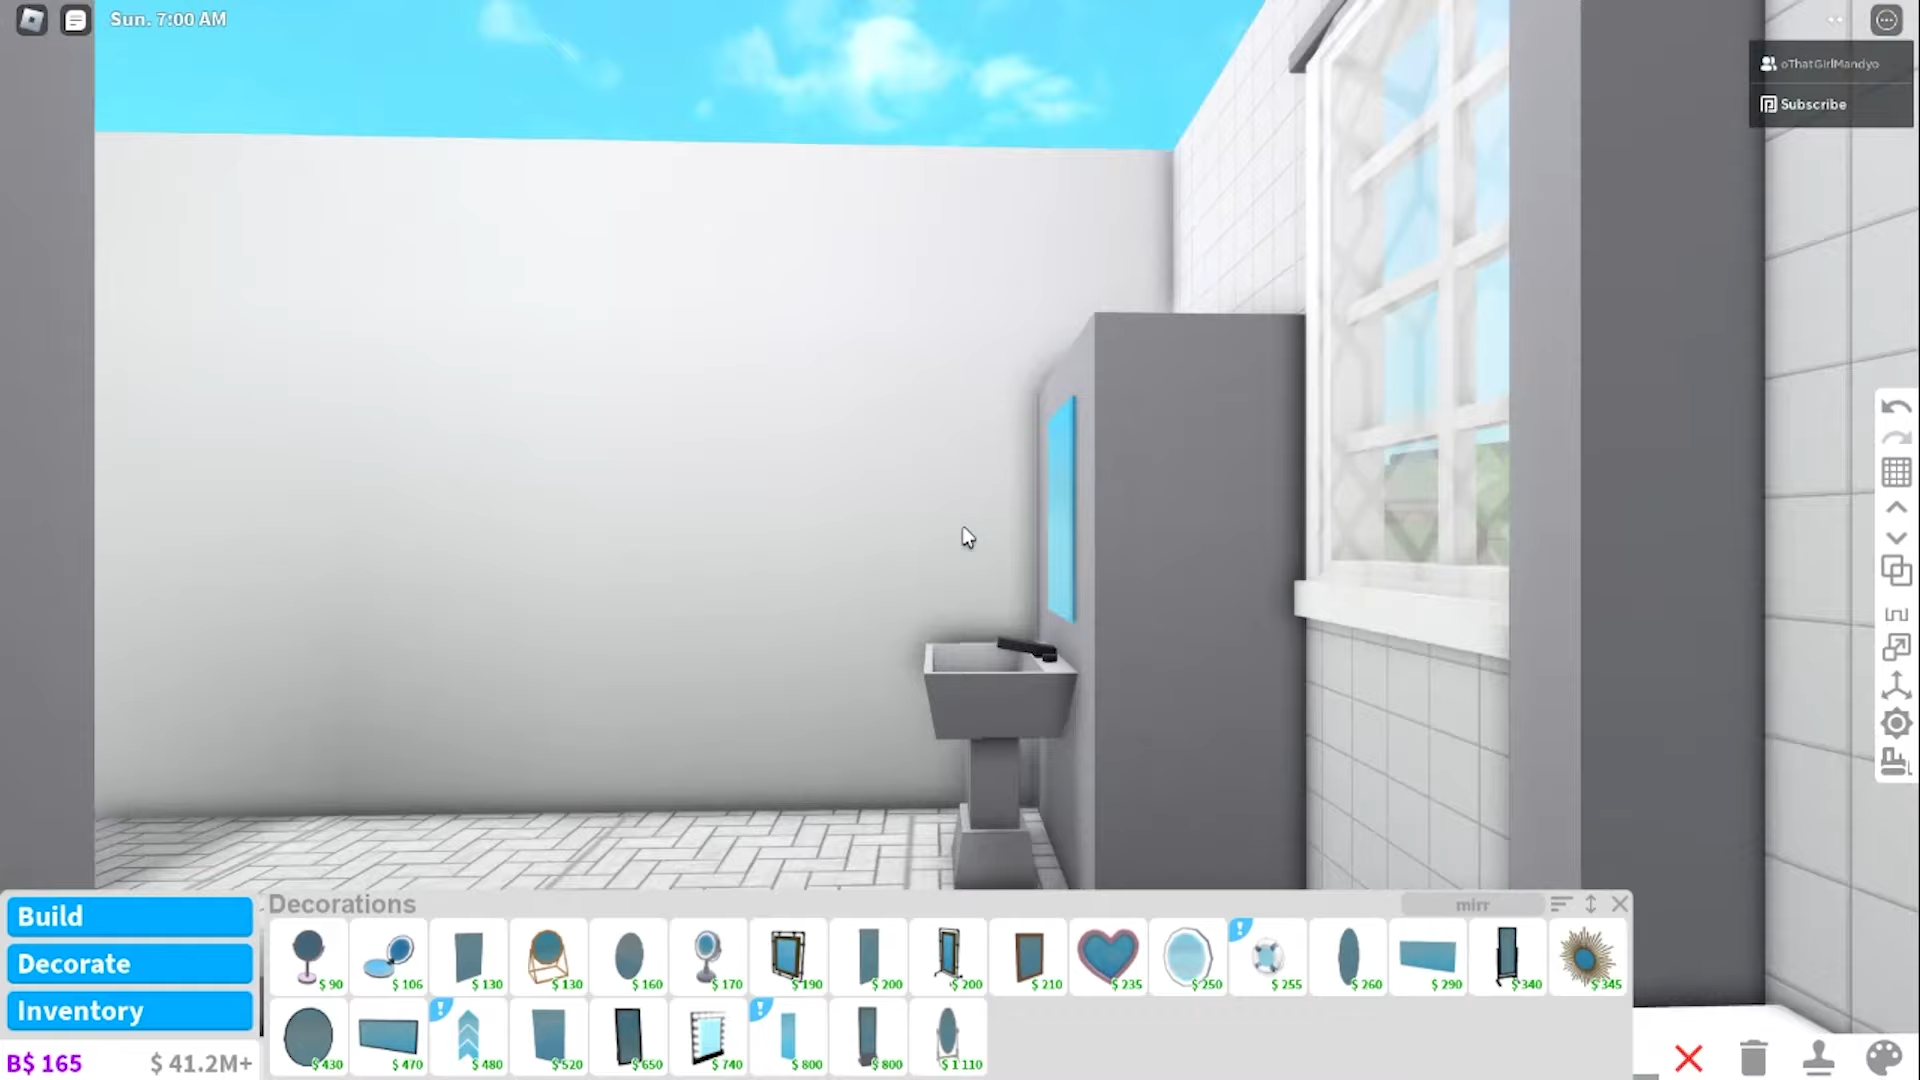 Sun. 7:00 AM
oThatGirlMandyo
Subscribe
Build
Decorate
Inventory
B$ 165
$ 41.2M+
Decorations
mirr
$ 90
$ 106
$ 130
$ 130
$ 160
$ 170
$ 190
$ 200
$ 200
$ 210
$ 235
$ 250
$ 255
$ 260
$ 290
$ 340
$ 345
$ 430
$ 470
$ 480
$ 520
$ 650
$ 740
$ 800
$ 800
$ 1 110